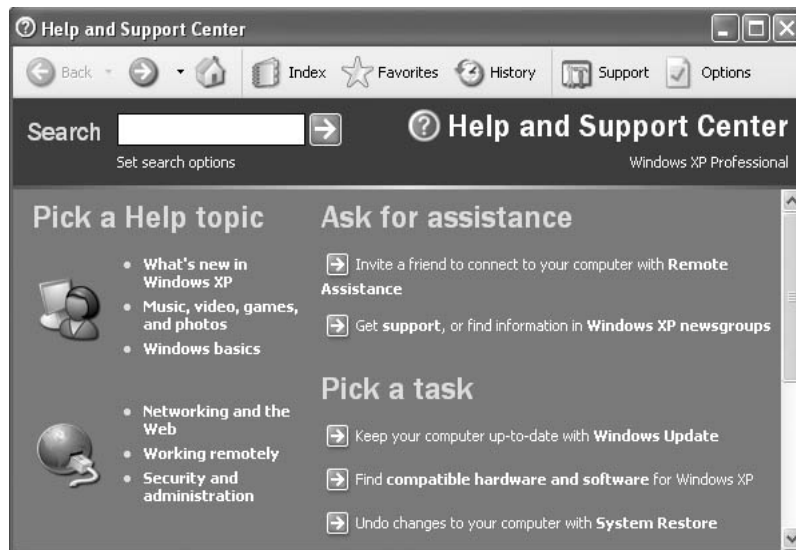 Help and Support Center
Back
Index
Favorites
History
Support
Options
Search
Set search options
Help and Support Center
Windows XP Professional
Pick a Help topic
What's new in
Windows XP
Music, video, games,
and photos
Windows basics
Networking and the
Web
Working remotely
Security and
administration
Ask for assistance
Invite a friend to connect to your computer with Remote
Assistance
Get support, or find information in Windows XP newsgroups
Pick a task
Keep your computer up-to-date with Windows Update
Find compatible hardware and software for Windows XP
Undo changes to your computer with System Restore